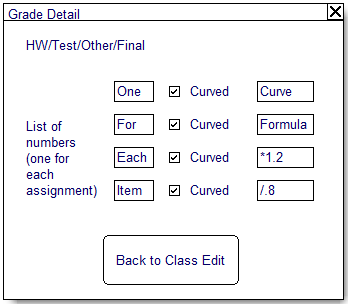 Grade Detail
HW/Test/Other/Final
One Curved Curve
For Curved Formula
List of
numbers
(one for
each
assignment)
Each Curved *1.2
Item Curved /.8
Back to Class Edit